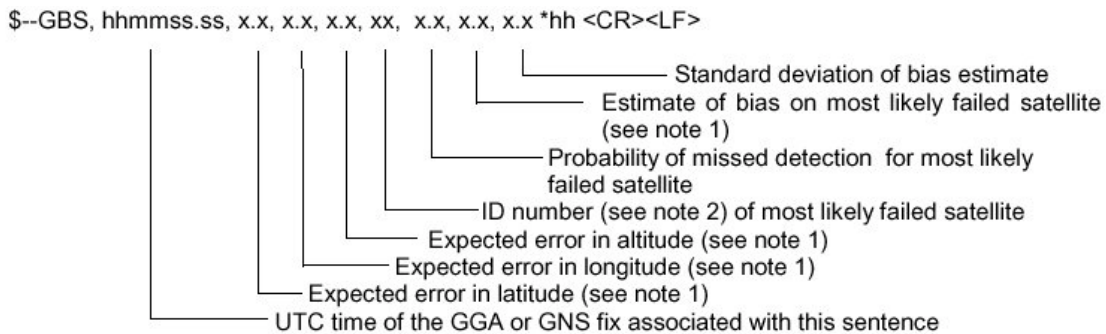 $--GBS, hhmmss.ss, x.x, x.x, x.x, xx, x.x, x.x, x.x *hh <CR><LF>
Standard deviation of bias estimate
Estimate of bias on most likely failed satellite
(see note 1)
Probability of missed detection for most likely
failed satellite
ID number (see note 2) of most likely failed satellite
Expected error in altitude (see note 1)
Expected error in longitude (see note 1)
Expected error in latitude (see note 1)
UTC time of the GGA or GNS fix associated with this sentence